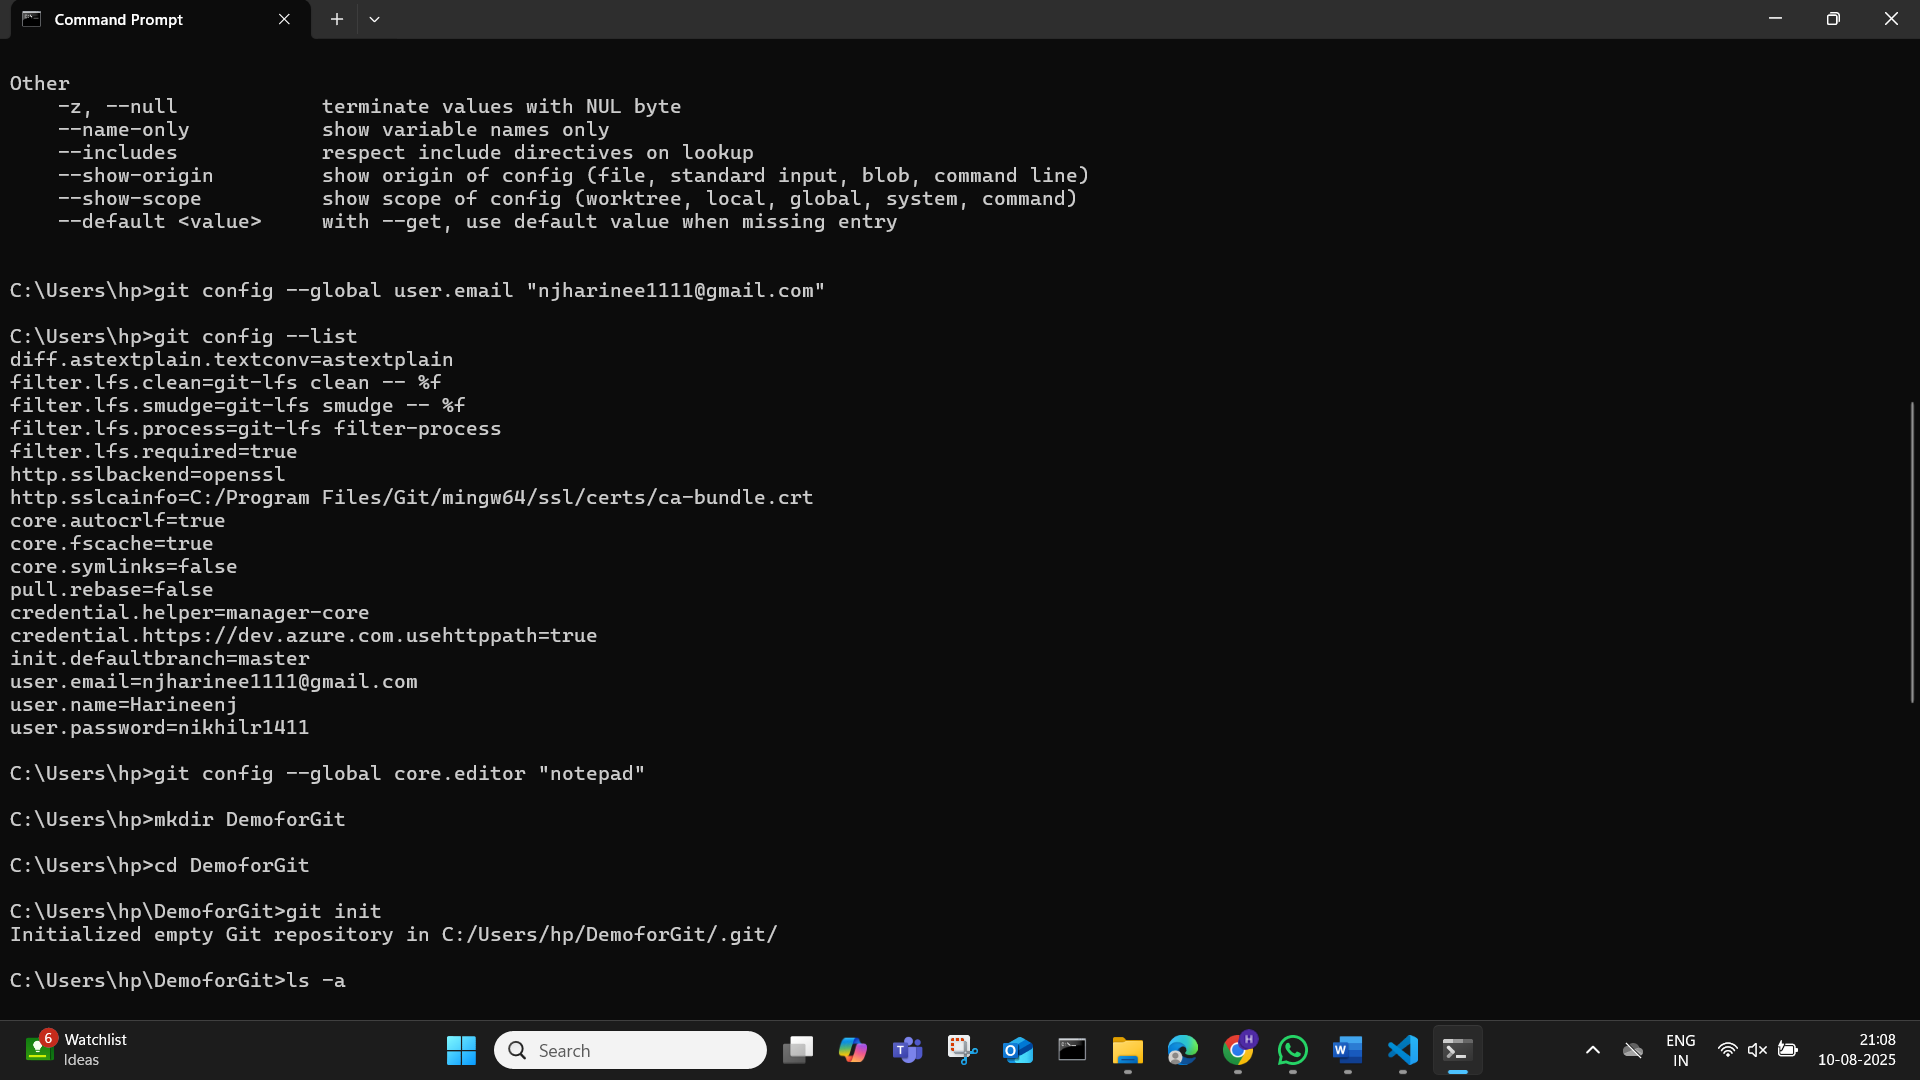 Command Prompt
Other
    -z, --null            terminate values with NUL byte
    --name-only           show variable names only
    --includes            respect include directives on lookup
    --show-origin         show origin of config (file, standard input, blob, command line)
    --show-scope          show scope of config (worktree, local, global, system, command)
    --default <value>     with --get, use default value when missing entry
C:\Users\hp>git config --global user.email "njharinee1111@gmail.com"
C:\Users\hp>git config --list
diff.astextplain.textconv=astextplain
filter.lfs.clean=git-lfs clean -- %f
filter.lfs.smudge=git-lfs smudge -- %f
filter.lfs.process=git-lfs filter-process
filter.lfs.required=true
http.sslbackend=openssl
http.sslcainfo=C:/Program Files/Git/mingw64/ssl/certs/ca-bundle.crt
core.autocrlf=true
core.fscache=true
core.symlinks=false
pull.rebase=false
credential.helper=manager-core
credential.https://dev.azure.com.usehttppath=true
init.defaultbranch=master
user.email=njharinee1111@gmail.com
user.name=Harineenj
user.password=nikhilr1411
C:\Users\hp>git config --global core.editor "notepad"
C:\Users\hp>mkdir DemoforGit
C:\Users\hp>cd DemoforGit
C:\Users\hp\DemoforGit>git init
Initialized empty Git repository in C:/Users/hp/DemoforGit/.git/
C:\Users\hp\DemoforGit>ls -a
6
Watchlist
Ideas
Search
H
ENG
IN
21:08
10-08-2025